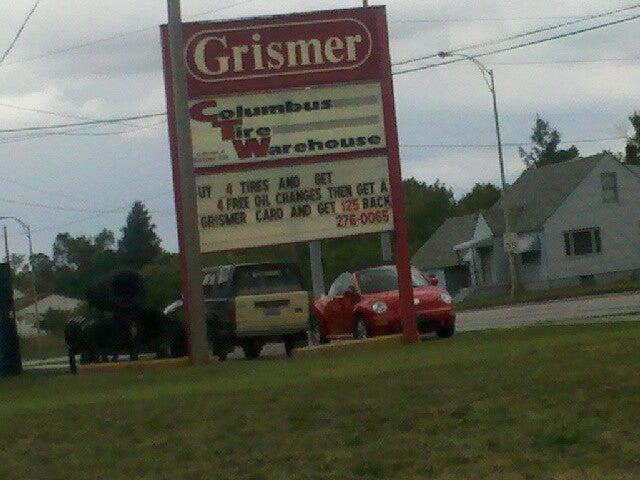 Grismer
Columbus
Tire
Warehouse
UY 4 TIRES AND GET
4 FREE OIL CHANGES THEN GET A
GRISMER CARD AND GET 125 BACK
276-0065